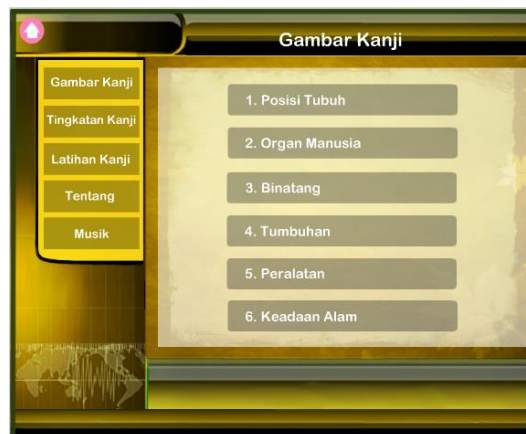 Gambar Kanji
Gambar Kanji
Tingkatan Kanji
Latihan Kanji
Tentang
Musik
1. Posisi Tubuh
2. Organ Manusia
3. Binatang
4. Tumbuhan
5. Peralatan
6. Keadaan Alam